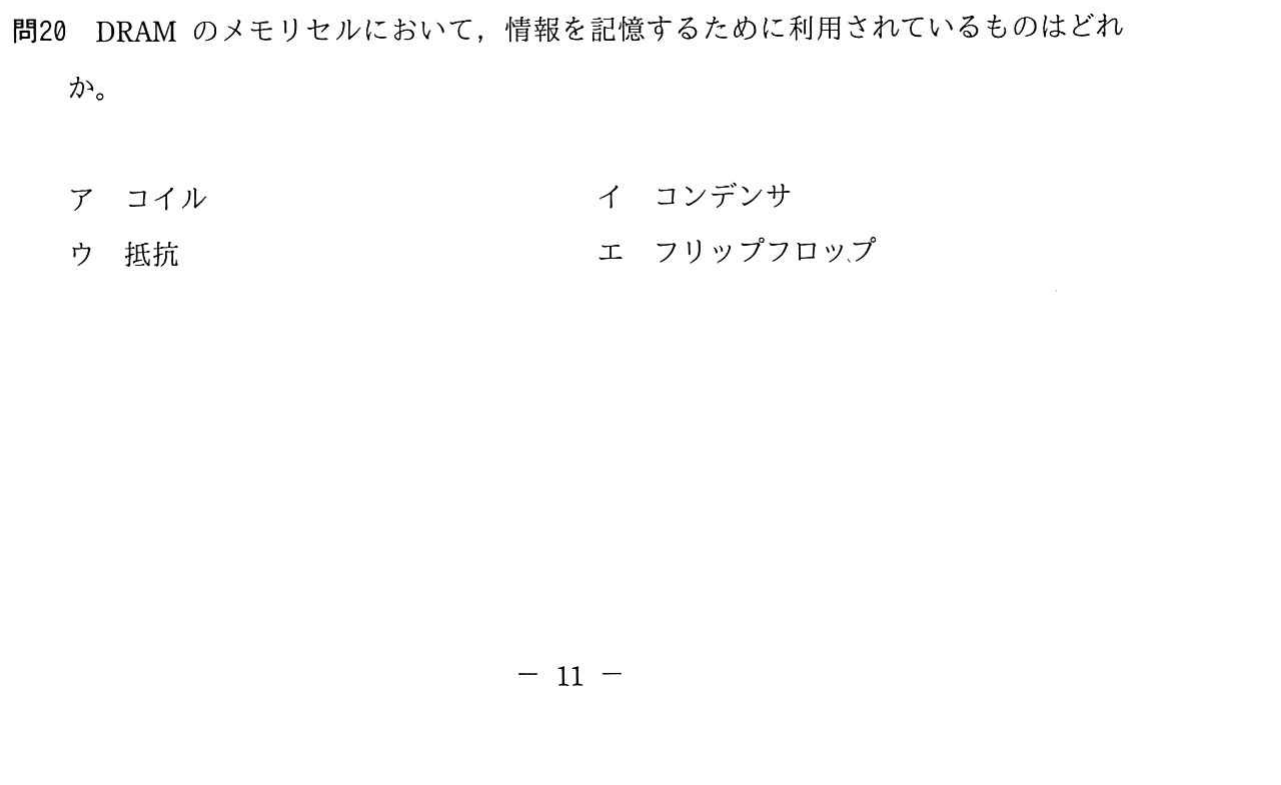 問20 DRAM のメモリセルにおいて，情報を記憶するために利用されているものはどれ
か。
ア コイル イ コンデンサ
ウ 抵抗 エ フリップフロップ
－ 11 －